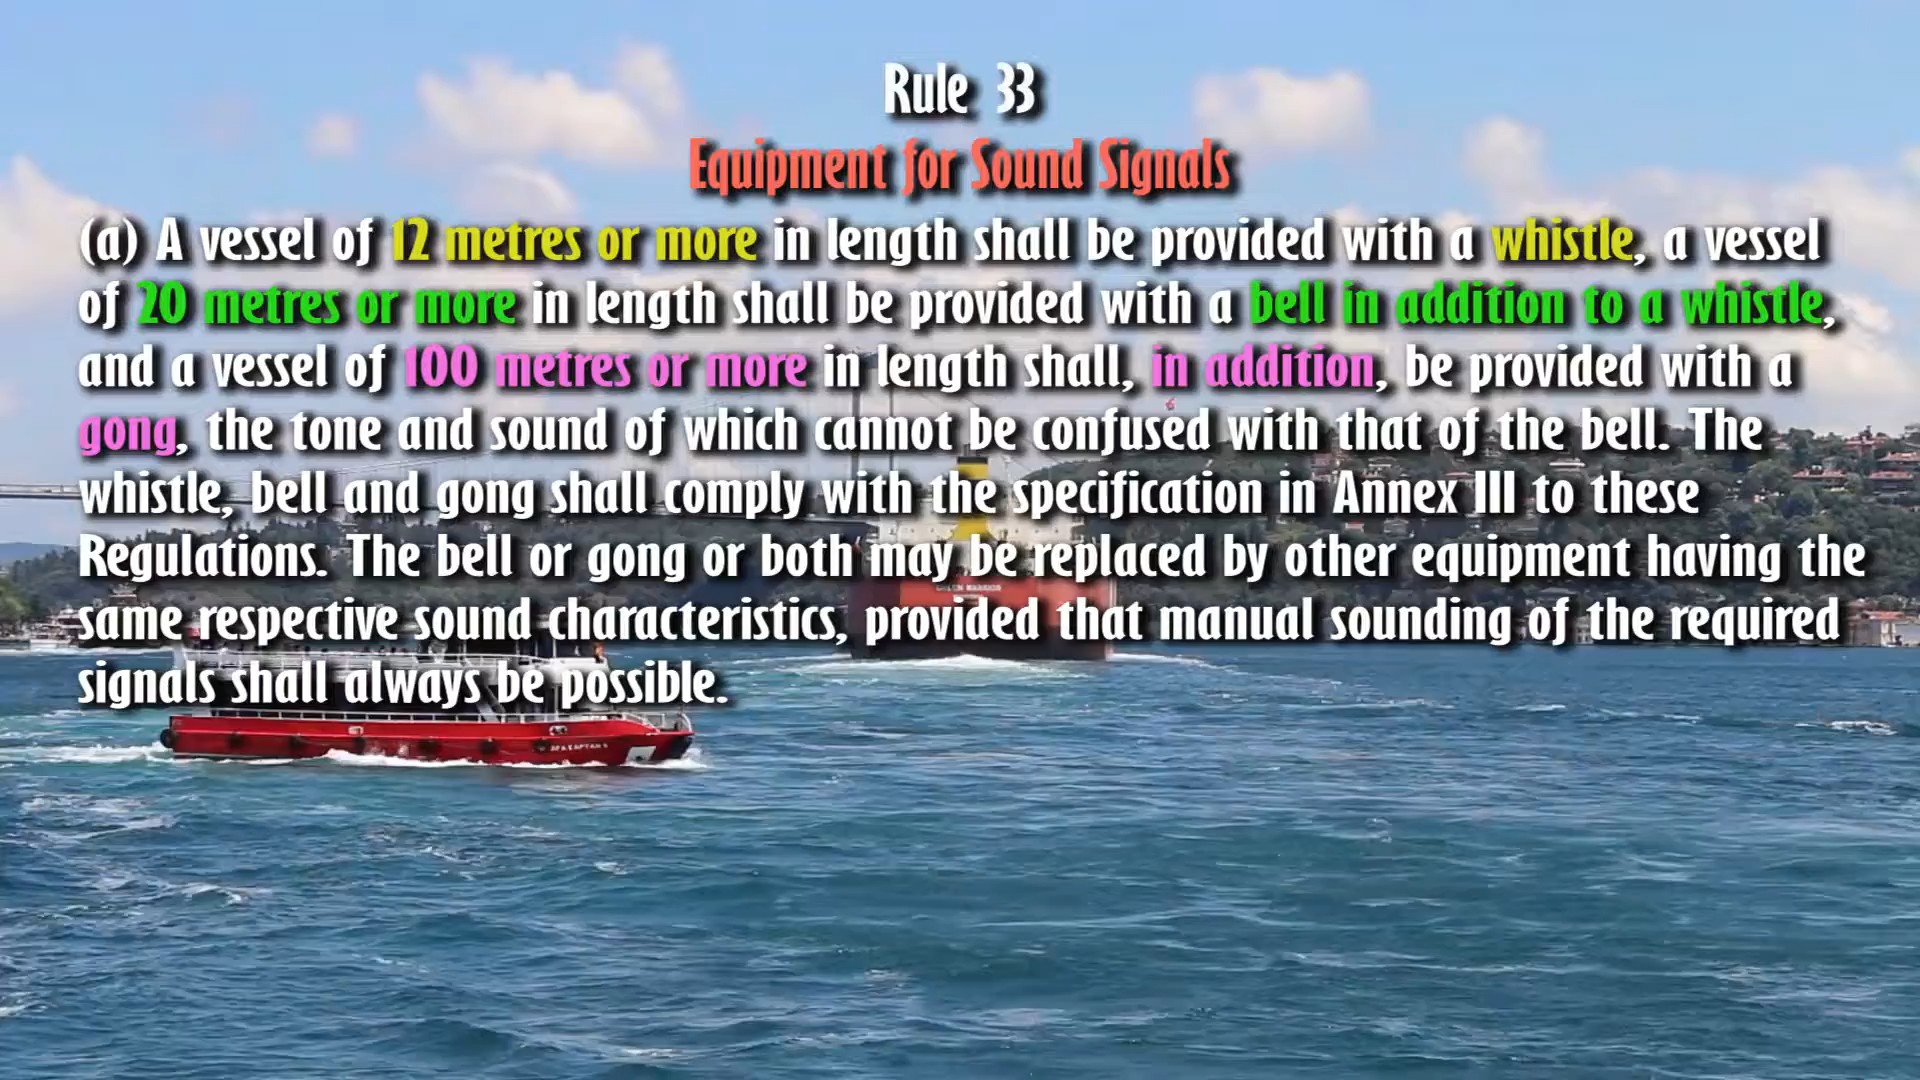 Rule 33
Equipment for Sound Signals
(a) A vessel of 12 metres or more in length shall be provided with a whistle, a vessel
of 20 metres or more in length shall be provided with a bell in addition to a whistle,
and a vessel of 100 metres or more in length shall, in addition, be provided with a
gong, the tone and sound of which cannot be confused with that of the bell. The
whistle, bell and gong shall comply with the specification in Annex III to these
Regulations. The bell or gong or both may be replaced by other equipment having the
same respective sound characteristics, provided that manual sounding of the required
signals shall always be possible.